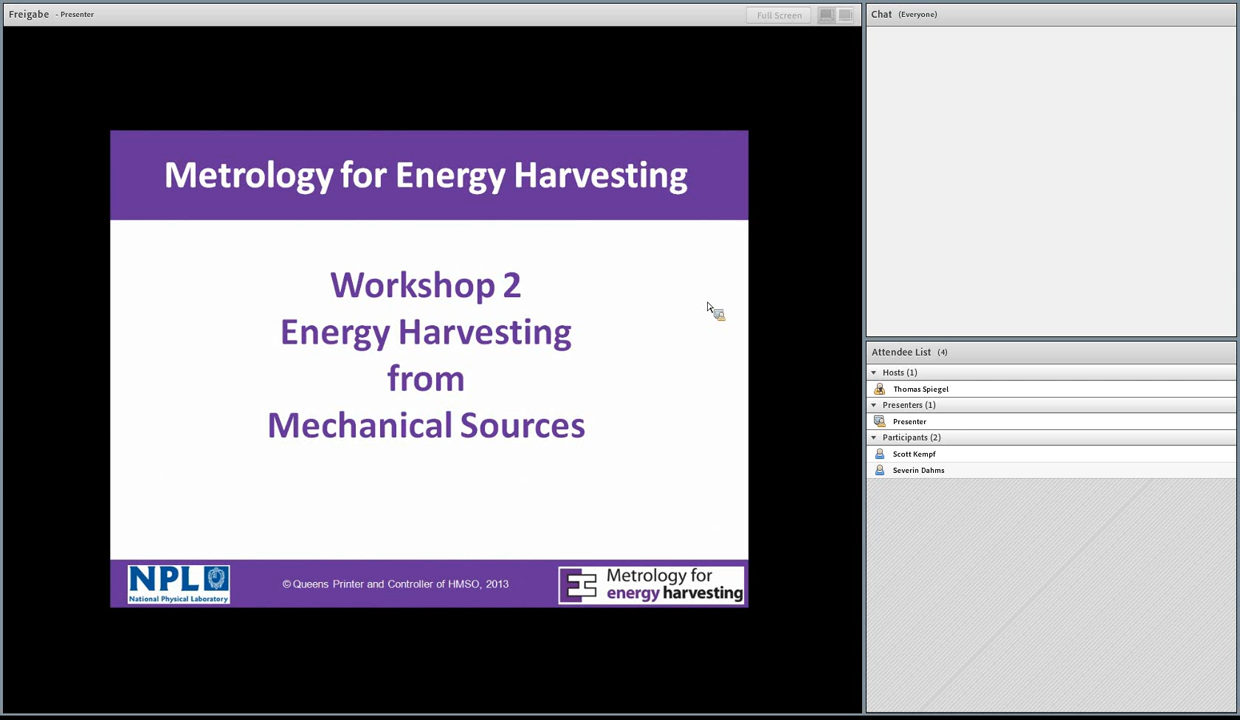 Freigabe - Presenter
Full Screen
Metrology for Energy Harvesting
Workshop 2
Energy Harvesting
from
Mechanical Sources
NPL
National Physical Laboratory
© Queens Printer and Controller of HMSO, 2013
Metrology for
energy harvesting
Chat (Everyone)
Attendee List (4)
Hosts (1)
Thomas Spiegel
Presenters (1)
Presenter
Participants (2)
Scott Kempf
Severin Dahms